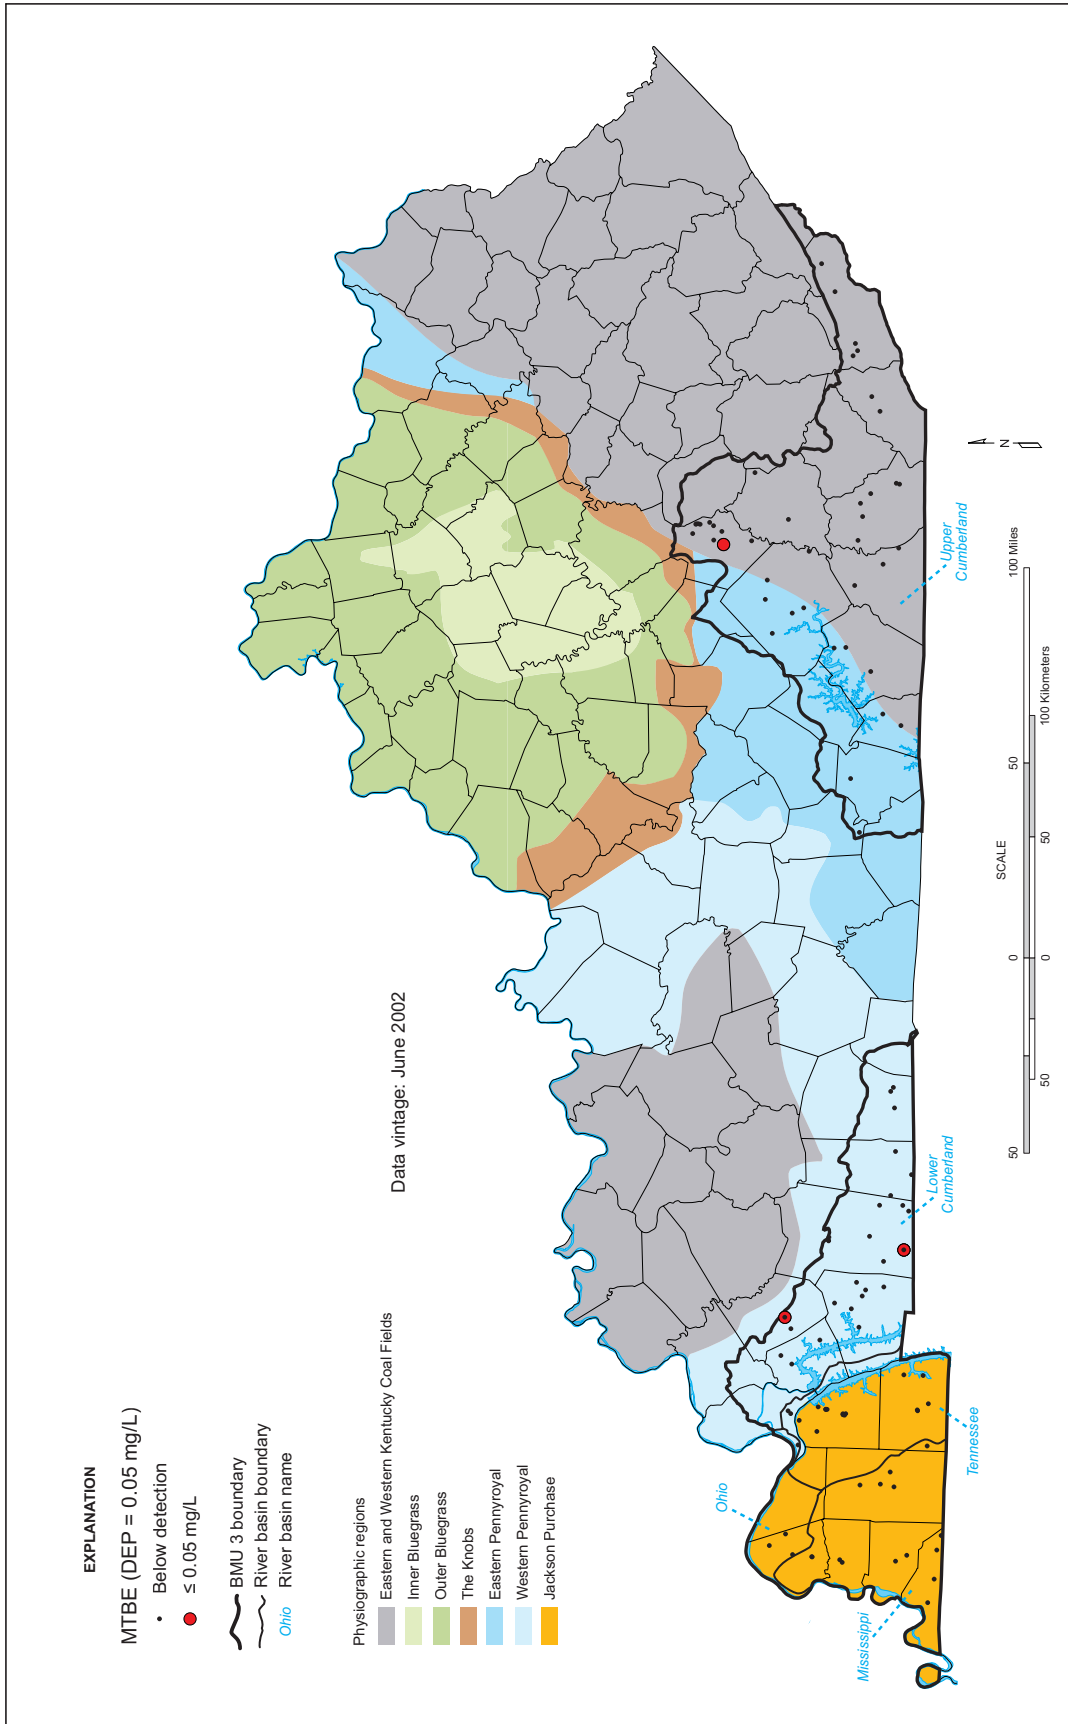 EXPLANATION
MTBE (DEP = 0.05 mg/L)
Below detection
≤ 0.05 mg/L
BMU 3 boundary
River basin boundary
Ohio River basin name
Physiographic regions
Eastern and Western Kentucky Coal Fields
Inner Bluegrass
Outer Bluegrass
The Knobs
Eastern Pennyroyal
Western Pennyroyal
Jackson Purchase
Data vintage: June 2002
Mississippi
Ohio
Tennessee
Lower
Cumberland
Upper
Cumberland
N
SCALE
50 0 50 100 Miles
50 0 50 100 Kilometers